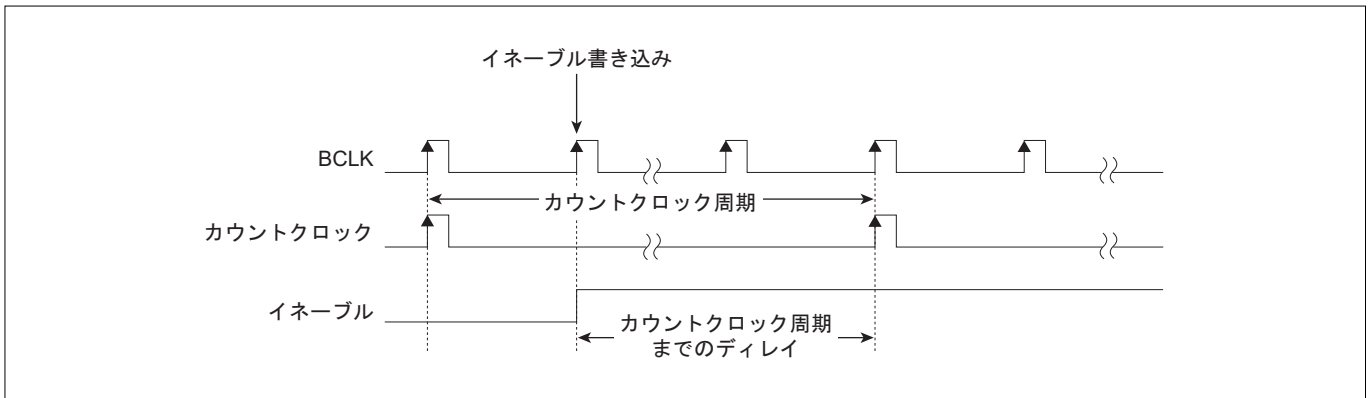 イネーブル書き込み
BCLK
カウントクロック周期
カウントクロック
イネーブル
カウントクロック周期
までのディレイ